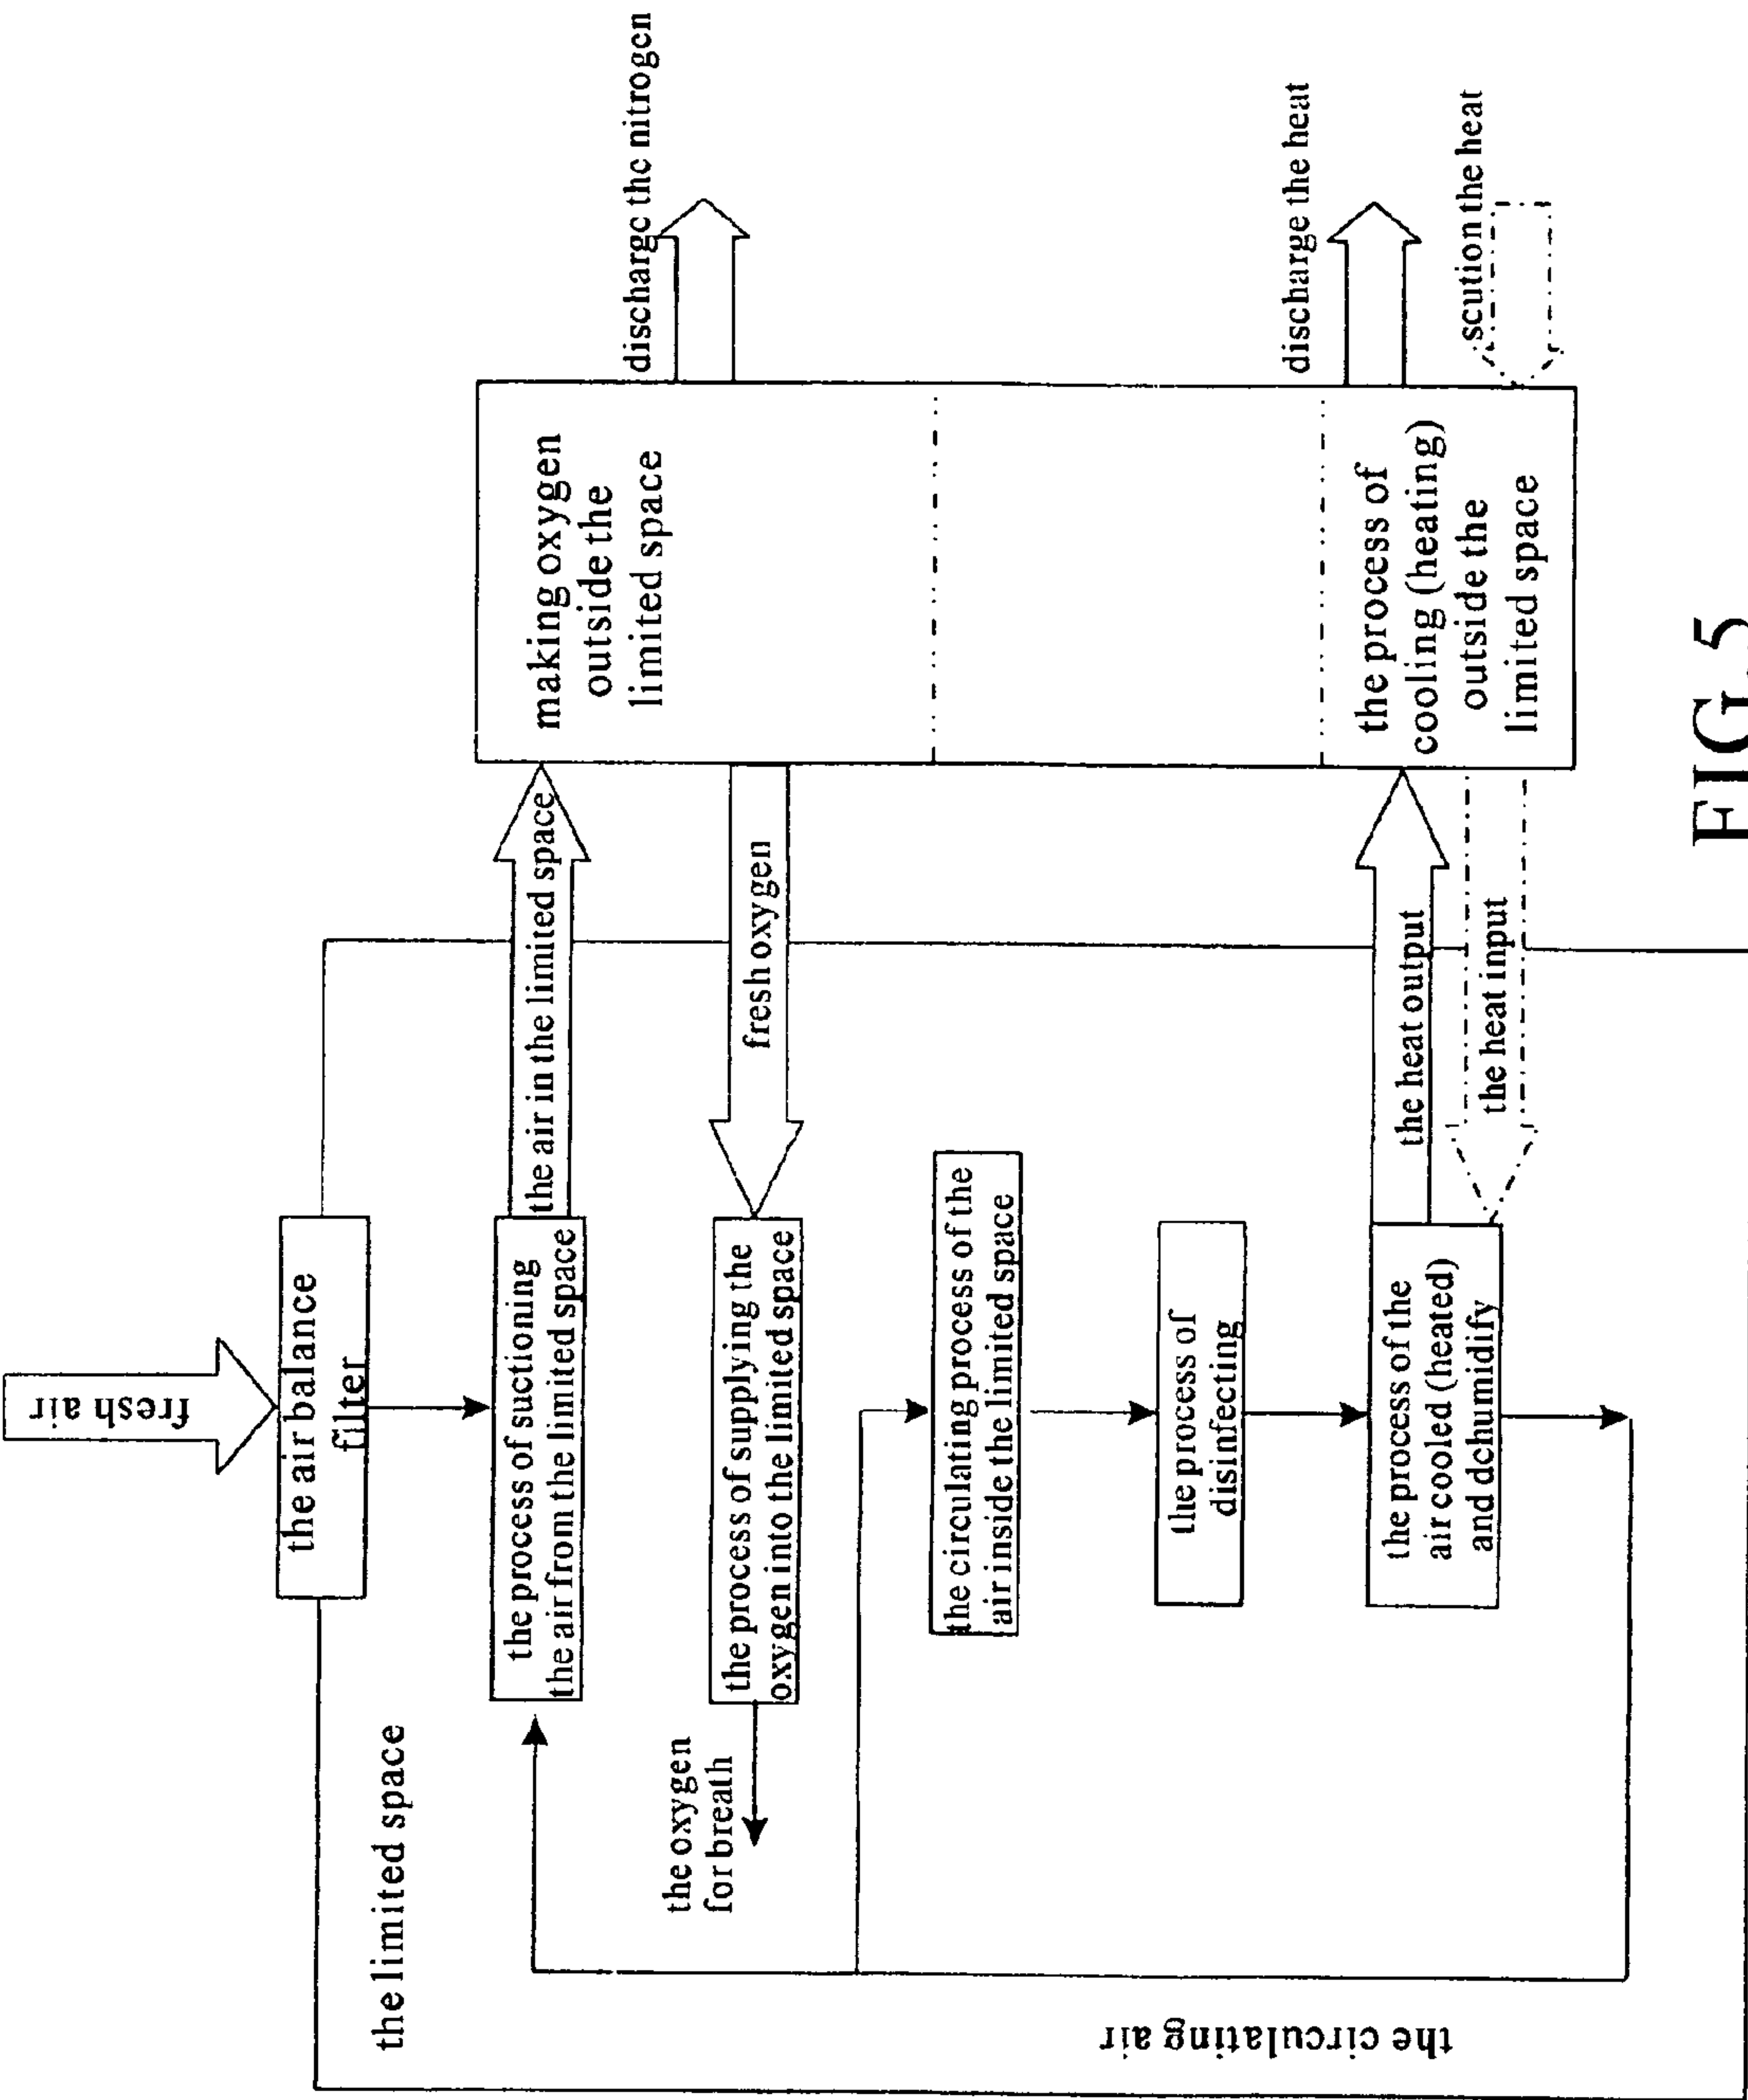 fresh air
the air balance
filter
the limited space
the process of suctioning
the air from the limited space
the air in the limited space
making oxygen
outside the
limited space
discharge the nitrogen
the oxygen
for breath
the process of supplying the
oxygen into the limited space
fresh oxygen
the circulating process of the
air inside the limited space
the process of
disinfecting
the process of the
air cooled (heated)
and dehumidify
the heat output
the heat input
the process of
cooling (heating)
outside the
limited space
discharge the heat
scution the heat
the circulating air
FIG.5